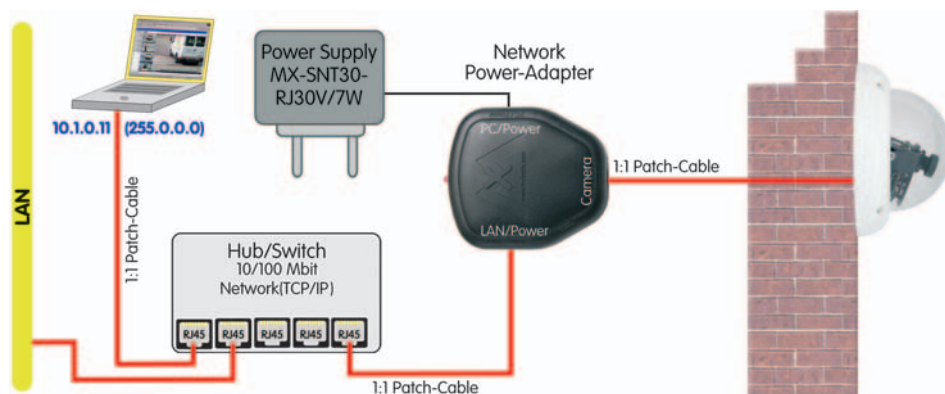 LAN
10.1.0.11 (255.0.0.0)
1:1 Patch-Cable
Power Supply
MX-SNT30-
RJ30V/7W
Network
Power-Adapter
PC/Power
Camera
LAN/Power
1:1 Patch-Cable
Hub/Switch
10/100 Mbit
Network(TCP/IP)
RJ45 RJ45 RJ45 RJ45 RJ45
1:1 Patch-Cable